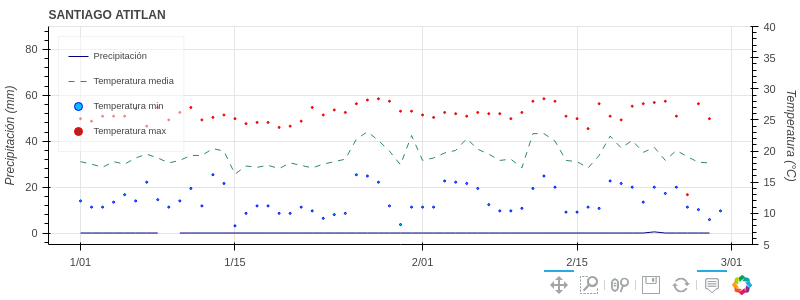 SANTIAGO ATITLAN
80
60
40
20
0
Precipitación (mm)
Precipitación
Temperatura media
Temperatura min
Temperatura max
40
35
30
25
20
15
10
5
Temperatura (°C)
1/01
1/15
2/01
2/15
3/01